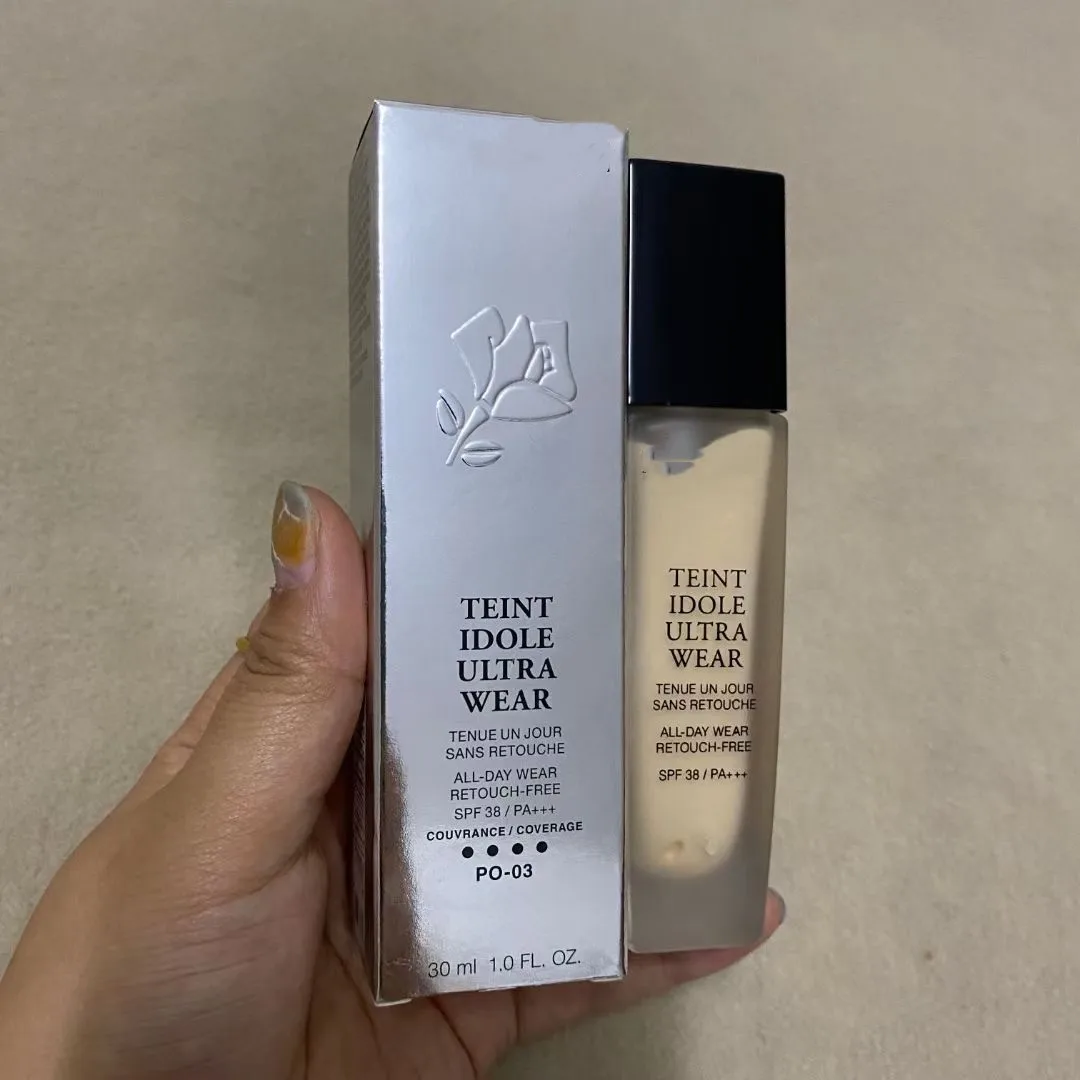 TEINT
IDOLE
ULTRA
WEAR
TENUE UN JOUR
SANS RETOUCHE
ALL-DAY WEAR
RETOUCH-FREE
SPF 38 / PA+++
COUVRANCE / COVERAGE
PO-03
30 ml 1.0 FL. OZ.
TEINT
IDOLE
ULTRA
WEAR
TENUE UN JOUR
SANS RETOUCHE
ALL-DAY WEAR
RETOUCH-FREE
SPF 38 / PA+++